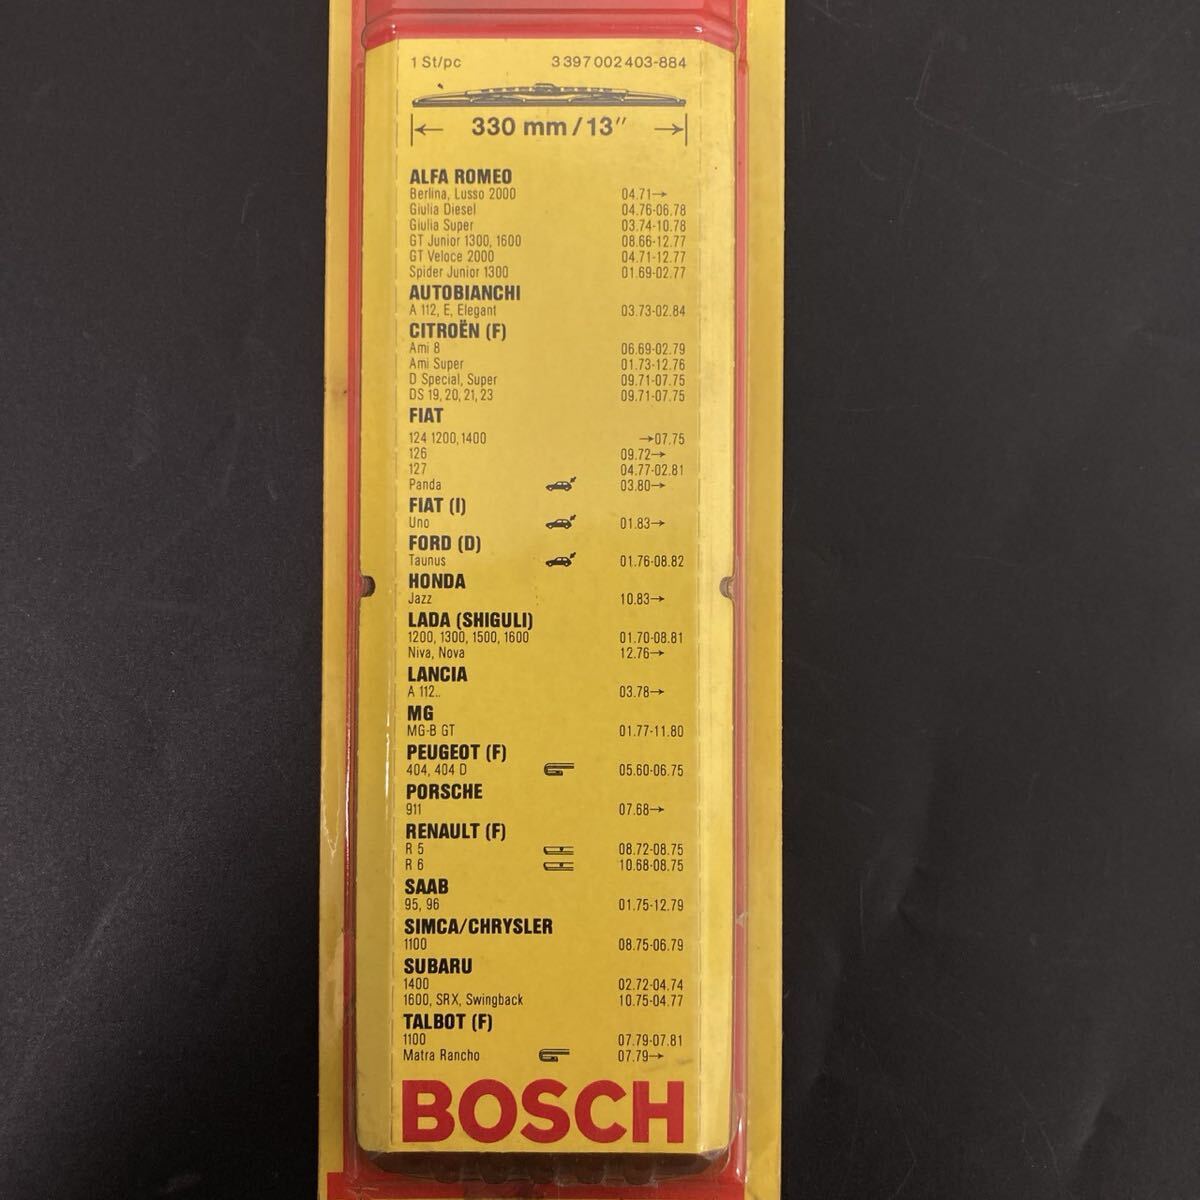 1 St/pc 3 397 002 403-884
330 mm / 13″
ALFA ROMEO
Berlina, Lusso 2000 04.71→
Giulia Diesel 04.76-06.78
Giulia Super 03.74-10.78
GT Junior 1300, 1600 08.66-12.77
GT Veloce 2000 04.71-12.77
Spider Junior 1300 01.69-02.77
AUTOBIANCHI
A 112, E, Elegant 03.73-02.84
CITROËN (F)
Ami 8 06.69-02.79
Ami Super 01.73-12.76
D Special, Super 09.71-07.75
DS 19, 20, 21, 23 09.71-07.75
FIAT
124 1200, 1400 →07.75
126 09.72→
127 04.77-02.81
Panda 03.80→
FIAT (I)
Uno 01.83→
FORD (D)
Taunus 01.76-08.82
HONDA
Jazz 10.83→
LADA (SHIGULI)
1200, 1300, 1500, 1600 01.70-08.81
Niva, Nova 12.76→
LANCIA
A 112.. 03.78→
MG
MG-B GT 01.77-11.80
PEUGEOT (F)
404, 404 D 05.60-06.75
PORSCHE
911 07.68→
RENAULT (F)
R 5 08.72-08.75
R 6 10.68-08.75
SAAB
95, 96 01.75-12.79
SIMCA/CHRYSLER
1100 08.75-06.79
SUBARU
1400 02.72-04.74
1600, SRX, Swingback 10.75-04.77
TALBOT (F)
1100 07.79-07.81
Matra Rancho 07.79→
BOSCH